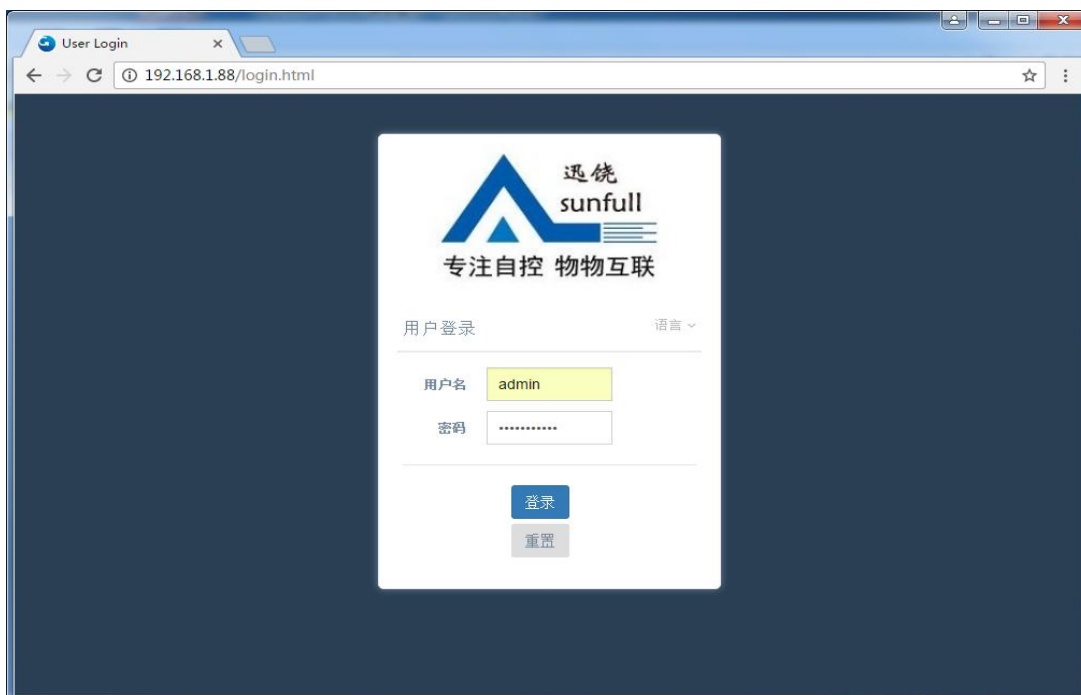 User Login
192.168.1.88/login.html
迅饶
sunfull
专注自控 物物互联
用户登录
语言
用户名
admin
密码
•••••••••••
登录
重置